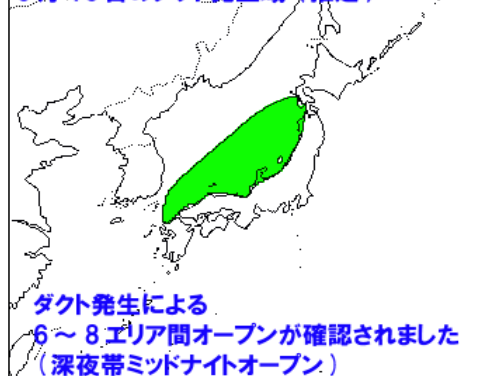 ダクト発生による
6～8エリア間オープンが確認されました
（深夜帯ミッドナイトオープン）